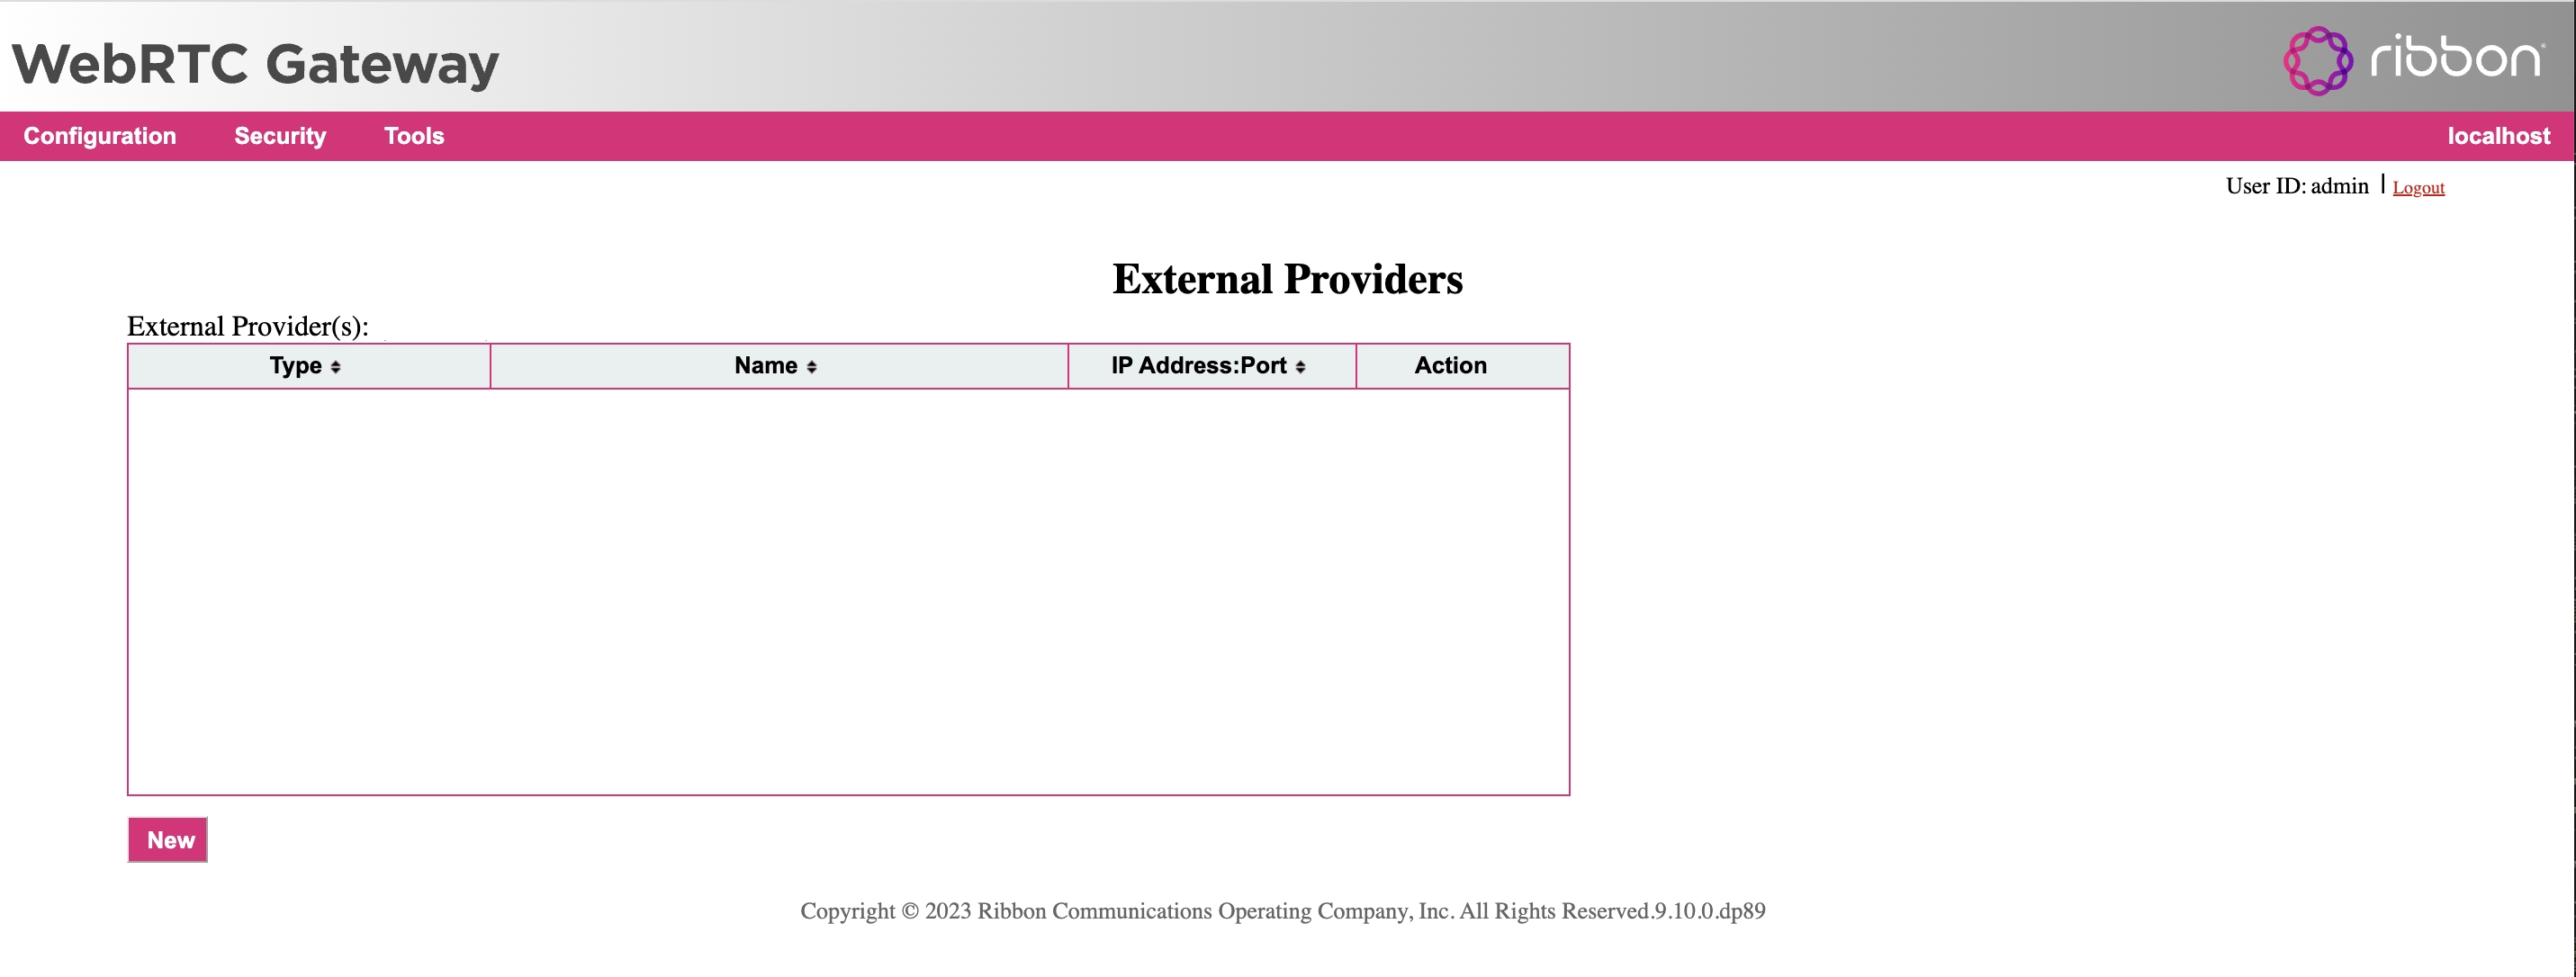 WebRTC Gateway
ribbon
Configuration Security Tools localhost
User ID: admin | Logout
External Providers
External Provider(s):
Type Name IP Address:Port Action
New
Copyright © 2023 Ribbon Communications Operating Company, Inc. All Rights Reserved.9.10.0.dp89